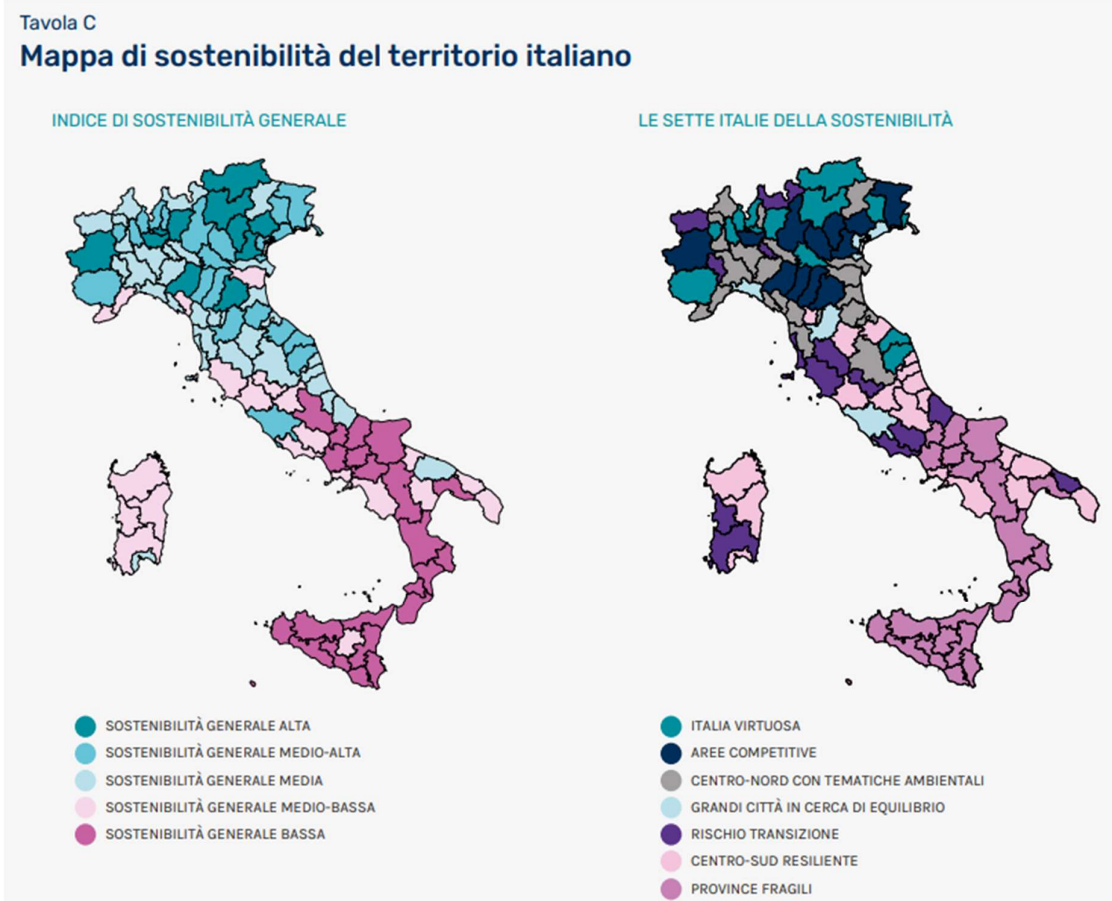 Tavola C
Mappa di sostenibilità del territorio italiano
INDICE DI SOSTENIBILITÀ GENERALE
SOSTENIBILITÀ GENERALE ALTA
SOSTENIBILITÀ GENERALE MEDIO-ALTA
SOSTENIBILITÀ GENERALE MEDIA
SOSTENIBILITÀ GENERALE MEDIO-BASSA
SOSTENIBILITÀ GENERALE BASSA
LE SETTE ITALIE DELLA SOSTENIBILITÀ
ITALIA VIRTUOSA
AREE COMPETITIVE
CENTRO-NORD CON TEMATICHE AMBIENTALI
GRANDI CITTÀ IN CERCA DI EQUILIBRIO
RISCHIO TRANSIZIONE
CENTRO-SUD RESILIENTE
PROVINCE FRAGILI